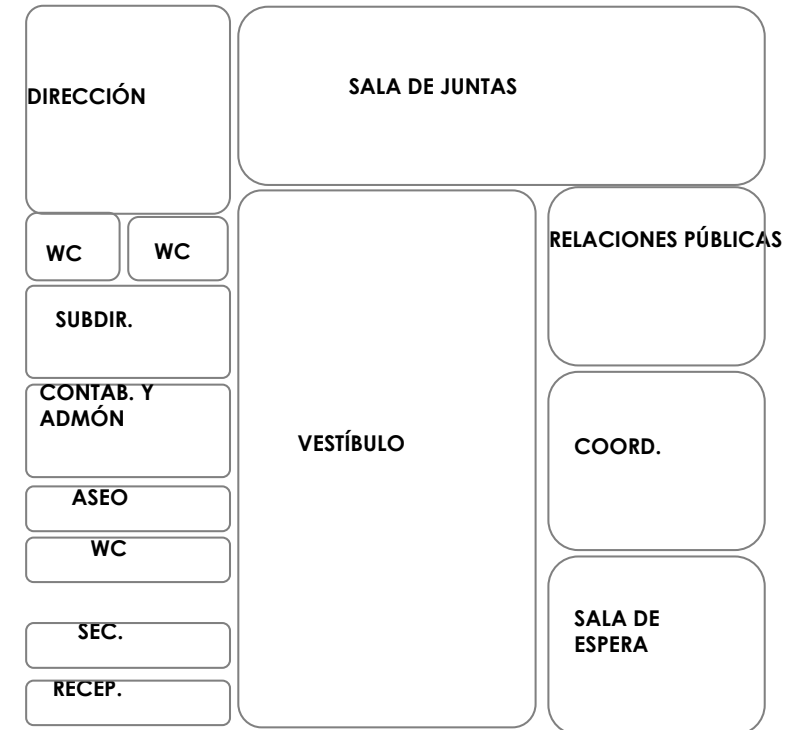 DIRECCIÓN
SALA DE JUNTAS
WC
WC
RELACIONES PÚBLICAS
SUBDIR.
CONTAB. Y
ADMÓN
VESTÍBULO
COORD.
ASEO
WC
SEC.
SALA DE
ESPERA
RECEP.